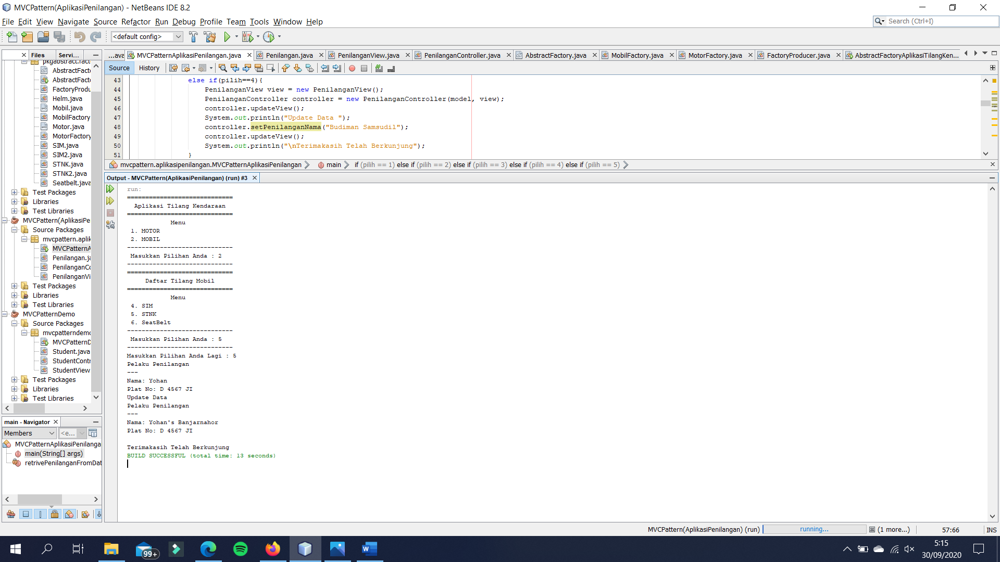 MVCPattern(AplikasiPenilangan) - NetBeans IDE 8.2
File Edit View Navigate Source Refactor Run Debug Profile Team Tools Window Help
Search (Ctrl+I)
<default config>
Files Servi...
...ava MVCPatternAplikasiPenilangan.java Penilangan.java PenilanganView.java PenilanganController.java AbstractFactory.java MobilFactory.java MotorFactory.java FactoryProducer.java AbstractFactoryAplikasiTilangKen...
Source History
pkgabstract.fact
AbstractFact
AbstractFact
FactoryProdu
Helm.java
Mobil.java
MobilFactory
Motor.java
MotorFactory
SIM.java
SIM2.java
STNK.java
STNK2.java
Seatbelt.java
Test Packages
Libraries
Test Libraries
MVCPattern(AplikasiPe
Source Packages
mvcpattern.aplik
MVCPatternA
Penilangan.ja
PenilanganCo
PenilanganVi
Test Packages
Libraries
Test Libraries
MVCPatternDemo
Source Packages
mvcpatterndemo
MVCPatternD
Student.java
StudentContr
StudentView
Test Packages
Libraries
Test Libraries
main - Navigator
Members <e...
MVCPatternAplikasiPenilanga
main(String[] args)
retrivePenilanganFromDat
43 else if(pilih==4){
44 PenilanganView view = new PenilanganView();
45 PenilanganController controller = new PenilanganController(model, view);
46 controller.updateView();
47 System.out.println("Update Data ");
48 controller.setPenilanganNama("Budiman Samsudil");
49 controller.updateView();
50 System.out.println("\nTerimakasih Telah Berkunjung");
51 }
mvcpattern.aplikasipenilangan.MVCPatternAplikasiPenilangan main if (pilih == 1) else if (pilih == 2) else if (pilih == 3) else if (pilih == 4) else if (pilih == 5)
Output - MVCPattern(AplikasiPenilangan) (run) #3
run:
=============================
Aplikasi Tilang Kendaraan
=============================
Menu
1. MOTOR
2. MOBIL
-----------------------------
Masukkan Pilihan Anda : 2
-----------------------------
=============================
Daftar Tilang Mobil
=============================
Menu
4. SIM
5. STNK
6. SeatBelt
-----------------------------
Masukkan Pilihan Anda : 5
-----------------------------
Masukkan Pilihan Anda Lagi : 5
Pelaku Penilangan
---
Nama: Yohan
Plat No: D 4567 JI
Update Data
Pelaku Penilangan
---
Nama: Yohan's Banjarnahor
Plat No: D 4567 JI
Terimakasih Telah Berkunjung
BUILD SUCCESSFUL (total time: 13 seconds)
MVCPattern(AplikasiPenilangan) (run) running... (1 more...) 57:66 INS
99+
5:15
30/09/2020